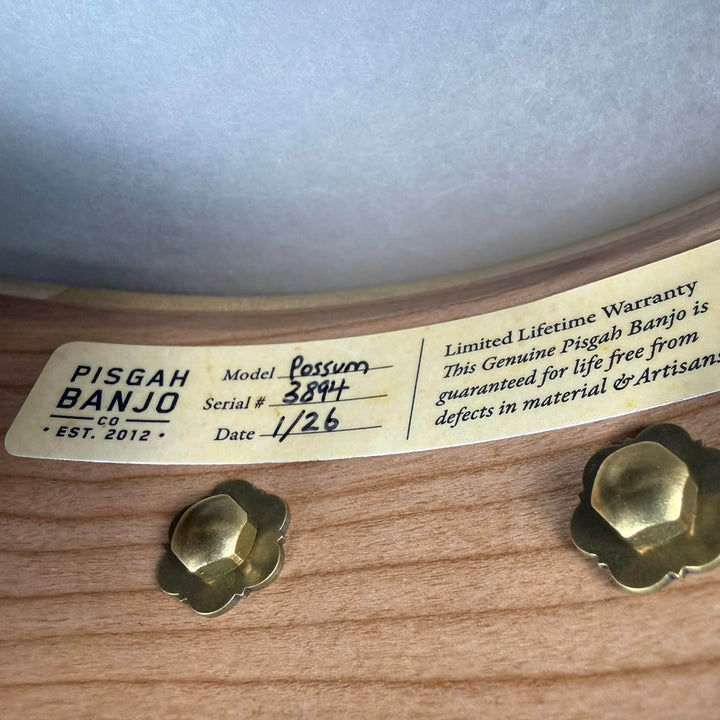 PISGAH
BANJO
CO
• EST. 2012 •
Model Possum
Serial # 3894
Date 1/26
Limited Lifetime Warranty
This Genuine Pisgah Banjo is
guaranteed for life free from
defects in material & Artisans